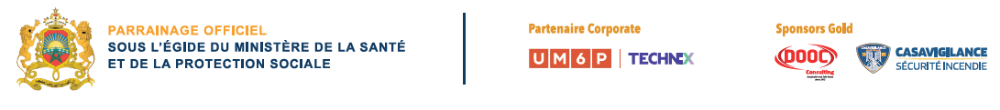 PARRAINAGE OFFICIEL
SOUS L'ÉGIDE DU MINISTÈRE DE LA SANTÉ
ET DE LA PROTECTION SOCIALE
Partenaire Corporate
UM6P TECHNEX
Sponsors Gold
DOOC
Consulting
CASAVIGILANCE
SÉCURITÉ INCENDIE